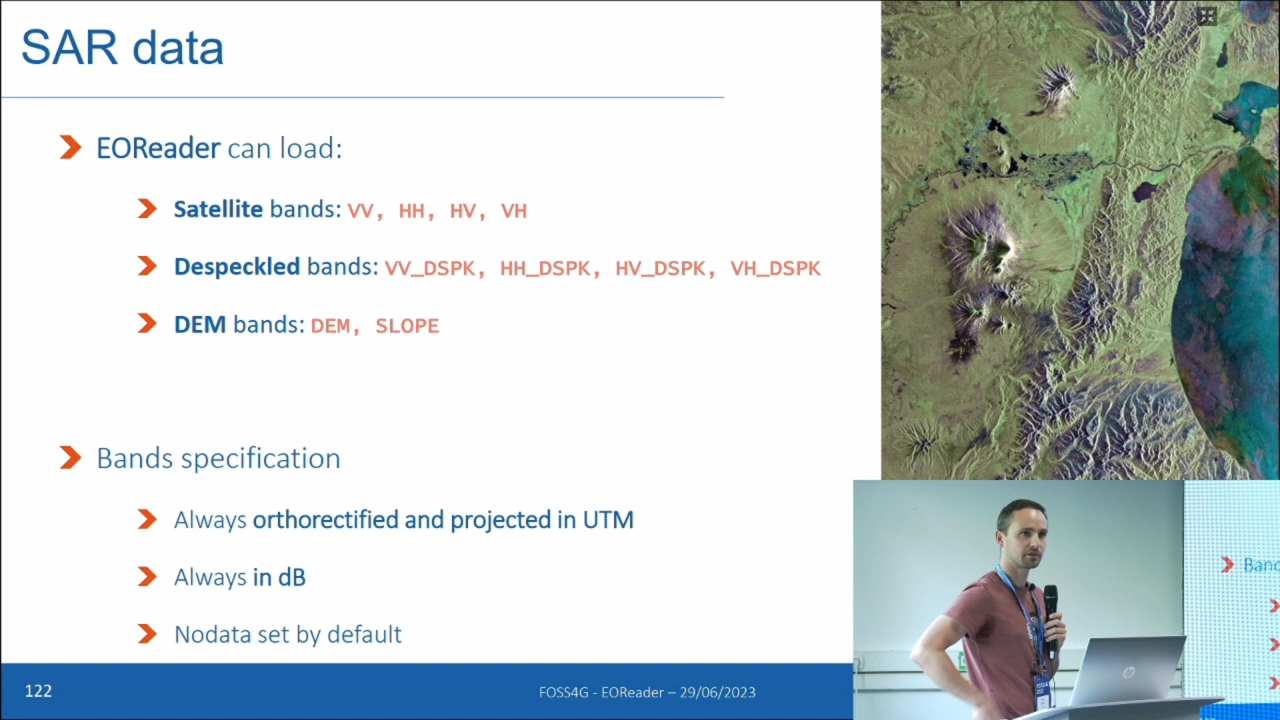 SAR data
EOReader can load:
Satellite bands: VV, HH, HV, VH
Despeckled bands: VV_DSPK, HH_DSPK, HV_DSPK, VH_DSPK
DEM bands: DEM, SLOPE
Bands specification
Always orthorectified and projected in UTM
Always in dB
Nodata set by default
122
FOSS4G - EOReader – 29/06/2023
hp